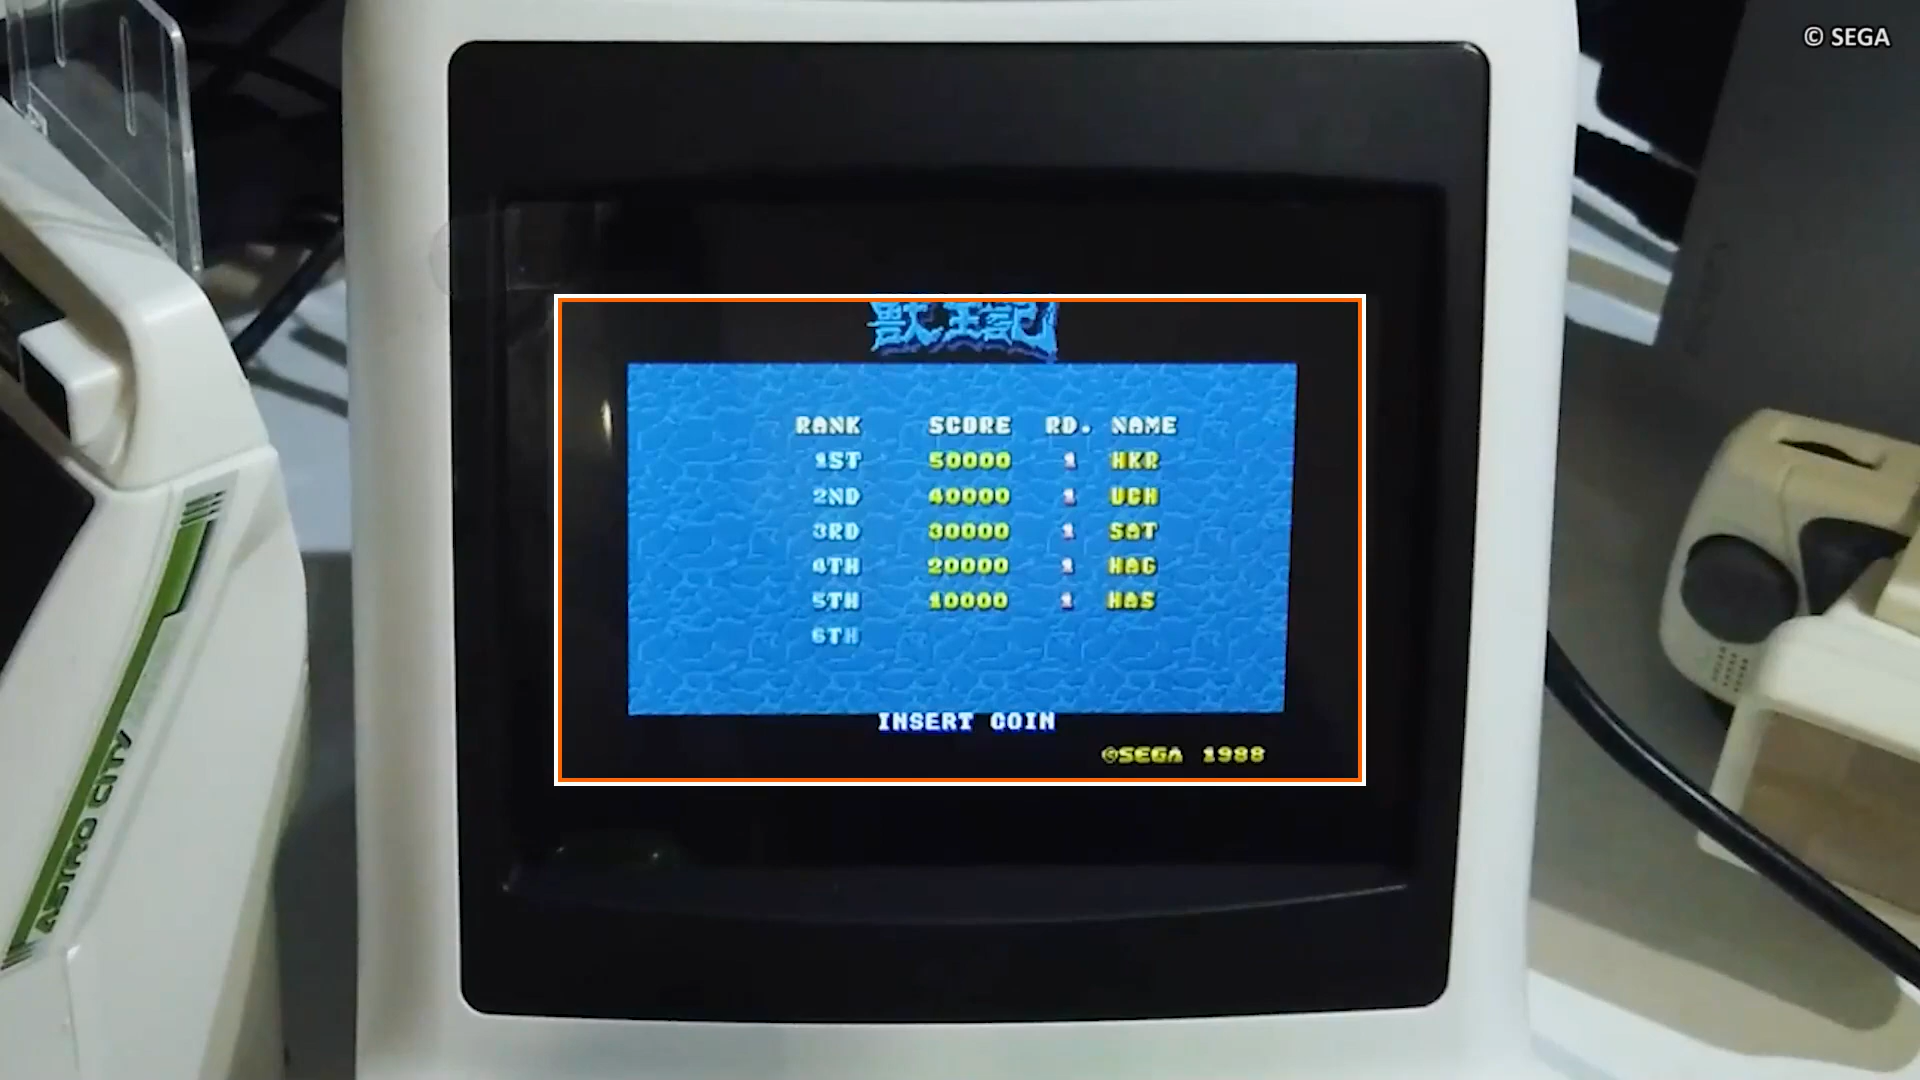 © SEGA
獣王記
RANK SCORE RD. NAME
1ST 50000 1 HKR
2ND 40000 1 UCH
3RD 30000 1 SAT
4TH 20000 1 HAG
5TH 10000 1 HAS
6TH
INSERT COIN
©SEGA 1988
ASTRO CITY